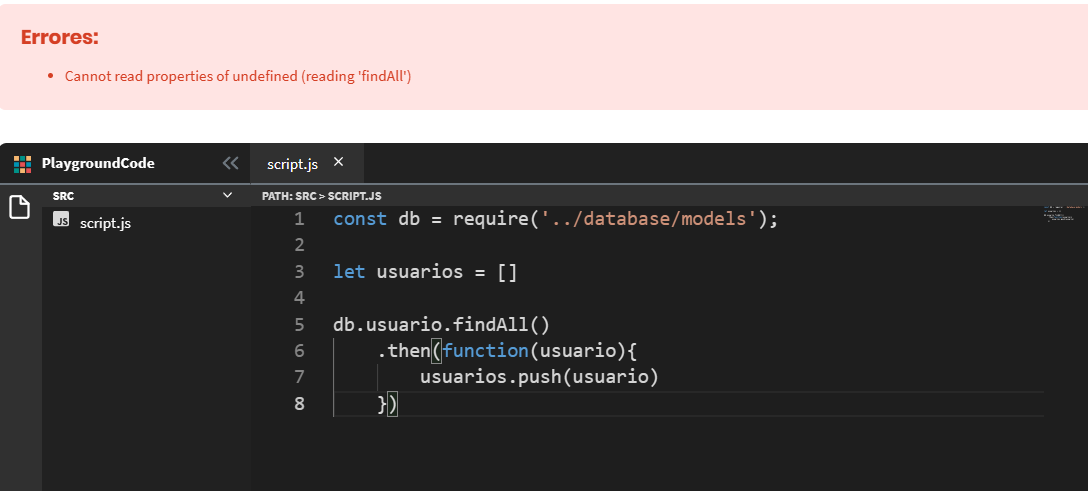 Errores:
• Cannot read properties of undefined (reading 'findAll')
PlaygroundCode
script.js
SRC
script.js
PATH: SRC > SCRIPT.JS
1 const db = require('../database/models');
2
3 let usuarios = []
4
5 db.usuario.findAll()
6     .then(function(usuario){
7         usuarios.push(usuario)
8     })